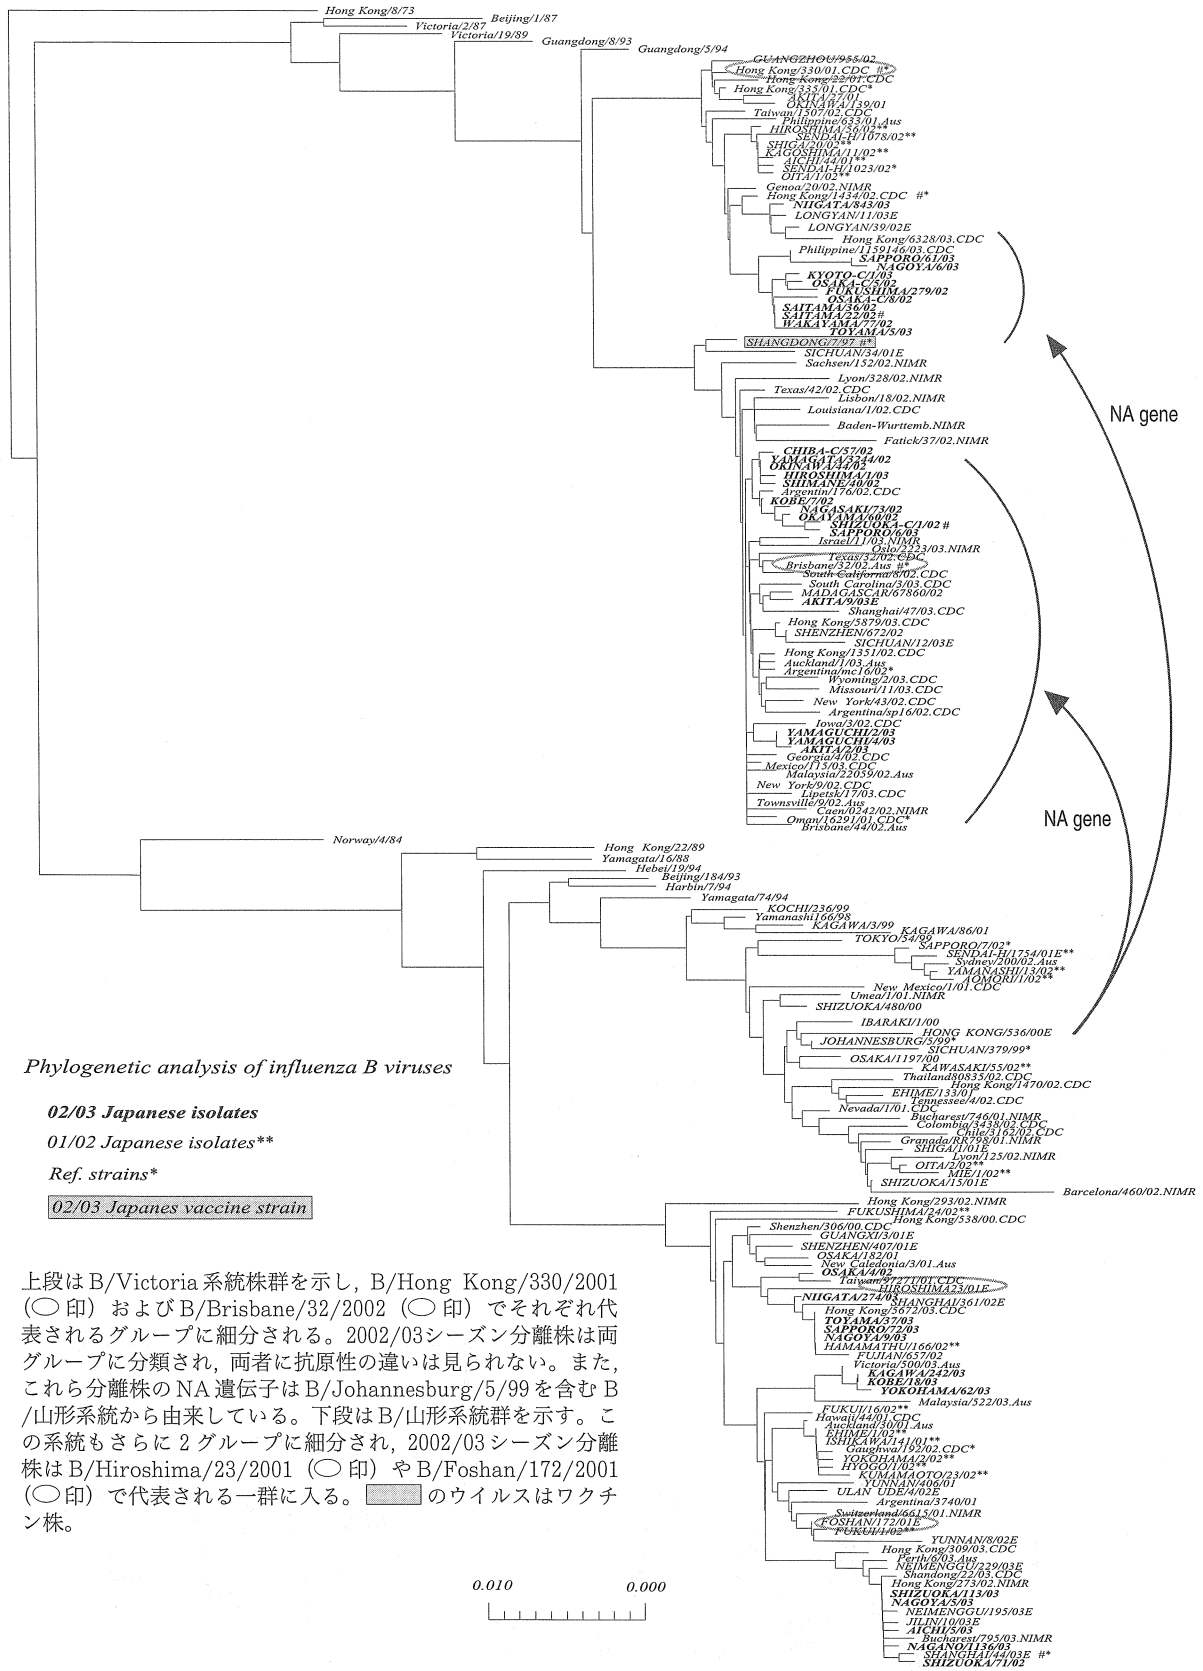 Hong Kong/8/73
Beijing/1/87
Victoria/2/87
Victoria/19/89
Guangdong/8/93
Guangdong/5/94
GUANGZHOU/955/02
Hong Kong/330/01.CDC #*
Hong Kong/22/01.CDC
Hong Kong/335/01.CDC*
AKITA/27/01
OKINAWA/139/01
Taiwan/1507/02.CDC
Philippine/633/01.Aus
HIROSHIMA/56/02**
SENDAI-H/1078/02**
SHIGA/20/02**
KAGOSHIMA/11/02**
AICHI/44/01**
SENDAI-H/1023/02*
OITA/1/02**
Genoa/20/02.NIMR
Hong Kong/1434/02.CDC #*
NIIGATA/843/03
LONGYAN/11/03E
LONGYAN/39/02E
Hong Kong/6328/03.CDC
Philippine/1159146/03.CDC
SAPPORO/61/03
NAGOYA/6/03
KYOTO-C/1/03
OSAKA-C/5/02
FUKUSHIMA/279/02
OSAKA-C/8/02
SAITAMA/36/02
SAITAMA/22/02#
WAKAYAMA/77/02
TOYAMA/5/03
SHANGDONG/7/97 #*
SICHUAN/34/01E
Sachsen/152/02.NIMR
Lyon/328/02.NIMR
Texas/42/02.CDC
Lisbon/18/02.NIMR
Louisiana/1/02.CDC
NA gene
Baden-Wurttemb.NIMR
Fatick/37/02.NIMR
CHIBA-C/57/02
YAMAGATA/3244/02
OKINAWA/44/02
HIROSHIMA/1/03
SHIMANE/40/02
Argentin/176/02.CDC
KOBE/7/02
NAGASAKI/73/02
OKAYAMA/60/02
SHIZUOKA-C/1/02 #
SAPPORO/6/03
Israel/11/03.NIMR
Oslo/2223/03.NIMR
Texas/32/02.CDC
Brisbane/32/02.Aus #*
South California/8/02.CDC
South Carolina/3/03.CDC
MADAGASCAR/67860/02
AKITA/9/03E
Shanghai/47/03.CDC
Hong Kong/5879/03.CDC
SHENZHEN/672/02
SICHUAN/12/03E
Hong Kong/1351/02.CDC
Auckland/1/03.Aus
Argentina/mc16/02*
Wyoming/2/03.CDC
Missouri/11/03.CDC
New York/43/02.CDC
Argentina/sp16/02.CDC
Iowa/3/02.CDC
YAMAGUCHI/2/03
YAMAGUCHI/4/03
AKITA/2/03
Georgia/4/02.CDC
Mexico/115/03.CDC
Malaysia/22059/02.Aus
New York/9/02.CDC
Lipetsk/17/03.CDC
Townsville/9/02.Aus
Caen/0242/02.NIMR
Oman/16291/01.CDC*
Brisbane/44/02.Aus
NA gene
Norway/4/84
Hong Kong/22/89
Yamagata/16/88
Hebei/19/94
Beijing/184/93
Harbin/7/94
Yamagata/74/94
KOCHI/236/99
Yamanashi166/98
KAGAWA/3/99
KAGAWA/86/01
TOKYO/54/99
SAPPORO/7/02*
SENDAI-H/1754/01E**
Sydney/200/02.Aus
YAMANASHI/13/02**
AOMORI/1/02**
New Mexico/1/01.CDC
Umea/1/01.NIMR
SHIZUOKA/480/00
IBARAKI/1/00
HONG KONG/536/00E
JOHANNESBURG/5/99*
SICHUAN/379/99*
OSAKA/1197/00
KAWASAKI/55/02**
Thailand80835/02.CDC
Hong Kong/1470/02.CDC
EHIME/133/01
Tennessee/4/02.CDC
Nevada/1/01.CDC
Bucharest/746/01.NIMR
Colombia/3438/02.CDC
Chile/3162/02.CDC
Granada/RR798/01.NIMR
SHIGA/1/01E
Lyon/125/02.NIMR
OITA/2/02**
MIE/1/02**
SHIZUOKA/15/01E
Barcelona/460/02.NIMR
Hong Kong/293/02.NIMR
FUKUSHIMA/24/02**
Hong Kong/538/00.CDC
Shenzhen/306/00.CDC
GUANGXI/3/01E
SHENZHEN/407/01E
OSAKA/182/01
New Caledonia/3/01.Aus
OSAKA/4/02
Taiwan/97271/01.CDC
HIROSHIMA23/01E
NIIGATA/274/03
SHANGHAI/361/02E
Hong Kong/5672/03.CDC
TOYAMA/37/03
SAPPORO/72/03
NAGOYA/9/03
HAMAMATHU/166/02**
FUJIAN/657/02
Victoria/500/03.Aus
KAGAWA/242/03
KOBE/18/03
YOKOHAMA/62/03
Malaysia/522/03.Aus
FUKUI/16/02**
Hawaii/44/01.CDC
Auckland/30/01.Aus
EHIME/1/02**
ISHIKAWA/141/01**
Gaughwa/192/02.CDC*
YOKOHAMA/2/02**
HYOGO/1/02**
KUMAMAOTO/23/02**
YUNNAN/406/01
ULAN UDE/4/02E
Argentina/3740/01
Switzerland/6615/01.NIMR
FOSHAN/172/01E
FUKUI/1/02**
YUNNAN/8/02E
Hong Kong/309/03.CDC
Perth/6/03.Aus
NEIMENGGU/229/03E
Shandong/22/03.CDC
Hong Kong/273/02.NIMR
SHIZUOKA/113/03
NAGOYA/5/03
NEIMENGGU/195/03E
JILIN/10/03E
AICHI/5/03
Bucharest/795/03.NIMR
NAGANO/1136/03
SHANGHAI/44/03E #*
SHIZUOKA/71/02
Phylogenetic analysis of influenza B viruses
02/03 Japanese isolates
01/02 Japanese isolates**
Ref. strains*
02/03 Japanes vaccine strain
上段は B/Victoria 系統株群を示し, B/Hong Kong/330/2001
(◯ 印) および B/Brisbane/32/2002 (◯ 印) でそれぞれ代
表されるグループに細分される。2002/03シーズン分離株は両
グループに分類され, 両者に抗原性の違いは見られない。また,
これら分離株の NA 遺伝子は B/Johannesburg/5/99 を含む B
/山形系統から由来している。下段は B/山形系統群を示す。こ
の系統もさらに 2 グループに細分され, 2002/03 シーズン分離
株は B/Hiroshima/23/2001 (◯ 印) や B/Foshan/172/2001
(◯ 印) で代表される一群に入る。 のウイルスはワクチ
ン株。
0.010 0.000